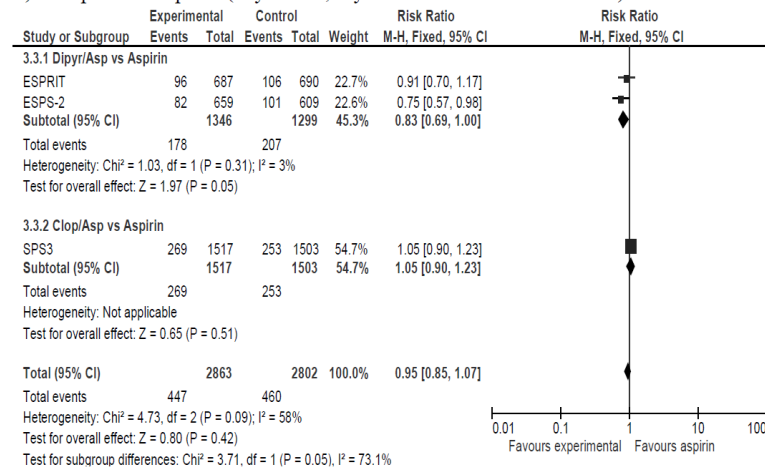 Experimental Control Risk Ratio Risk Ratio
Study or Subgroup Events Total Events Total Weight M-H, Fixed, 95% CI M-H, Fixed, 95% CI
3.3.1 Dipyr/Asp vs Aspirin
ESPRIT 96 687 106 690 22.7% 0.91 [0.70, 1.17]
ESPS-2 82 659 101 609 22.6% 0.75 [0.57, 0.98]
Subtotal (95% CI) 1346 1299 45.3% 0.83 [0.69, 1.00]
Total events 178 207
Heterogeneity: Chi² = 1.03, df = 1 (P = 0.31); I² = 3%
Test for overall effect: Z = 1.97 (P = 0.05)
3.3.2 Clop/Asp vs Aspirin
SPS3 269 1517 253 1503 54.7% 1.05 [0.90, 1.23]
Subtotal (95% CI) 1517 1503 54.7% 1.05 [0.90, 1.23]
Total events 269 253
Heterogeneity: Not applicable
Test for overall effect: Z = 0.65 (P = 0.51)
Total (95% CI) 2863 2802 100.0% 0.95 [0.85, 1.07]
Total events 447 460
Heterogeneity: Chi² = 4.73, df = 2 (P = 0.09); I² = 58%
Test for overall effect: Z = 0.80 (P = 0.42)
Test for subgroup differences: Chi² = 3.71, df = 1 (P = 0.05), I² = 73.1%
0.01 0.1 1 10 100
Favours experimental Favours aspirin